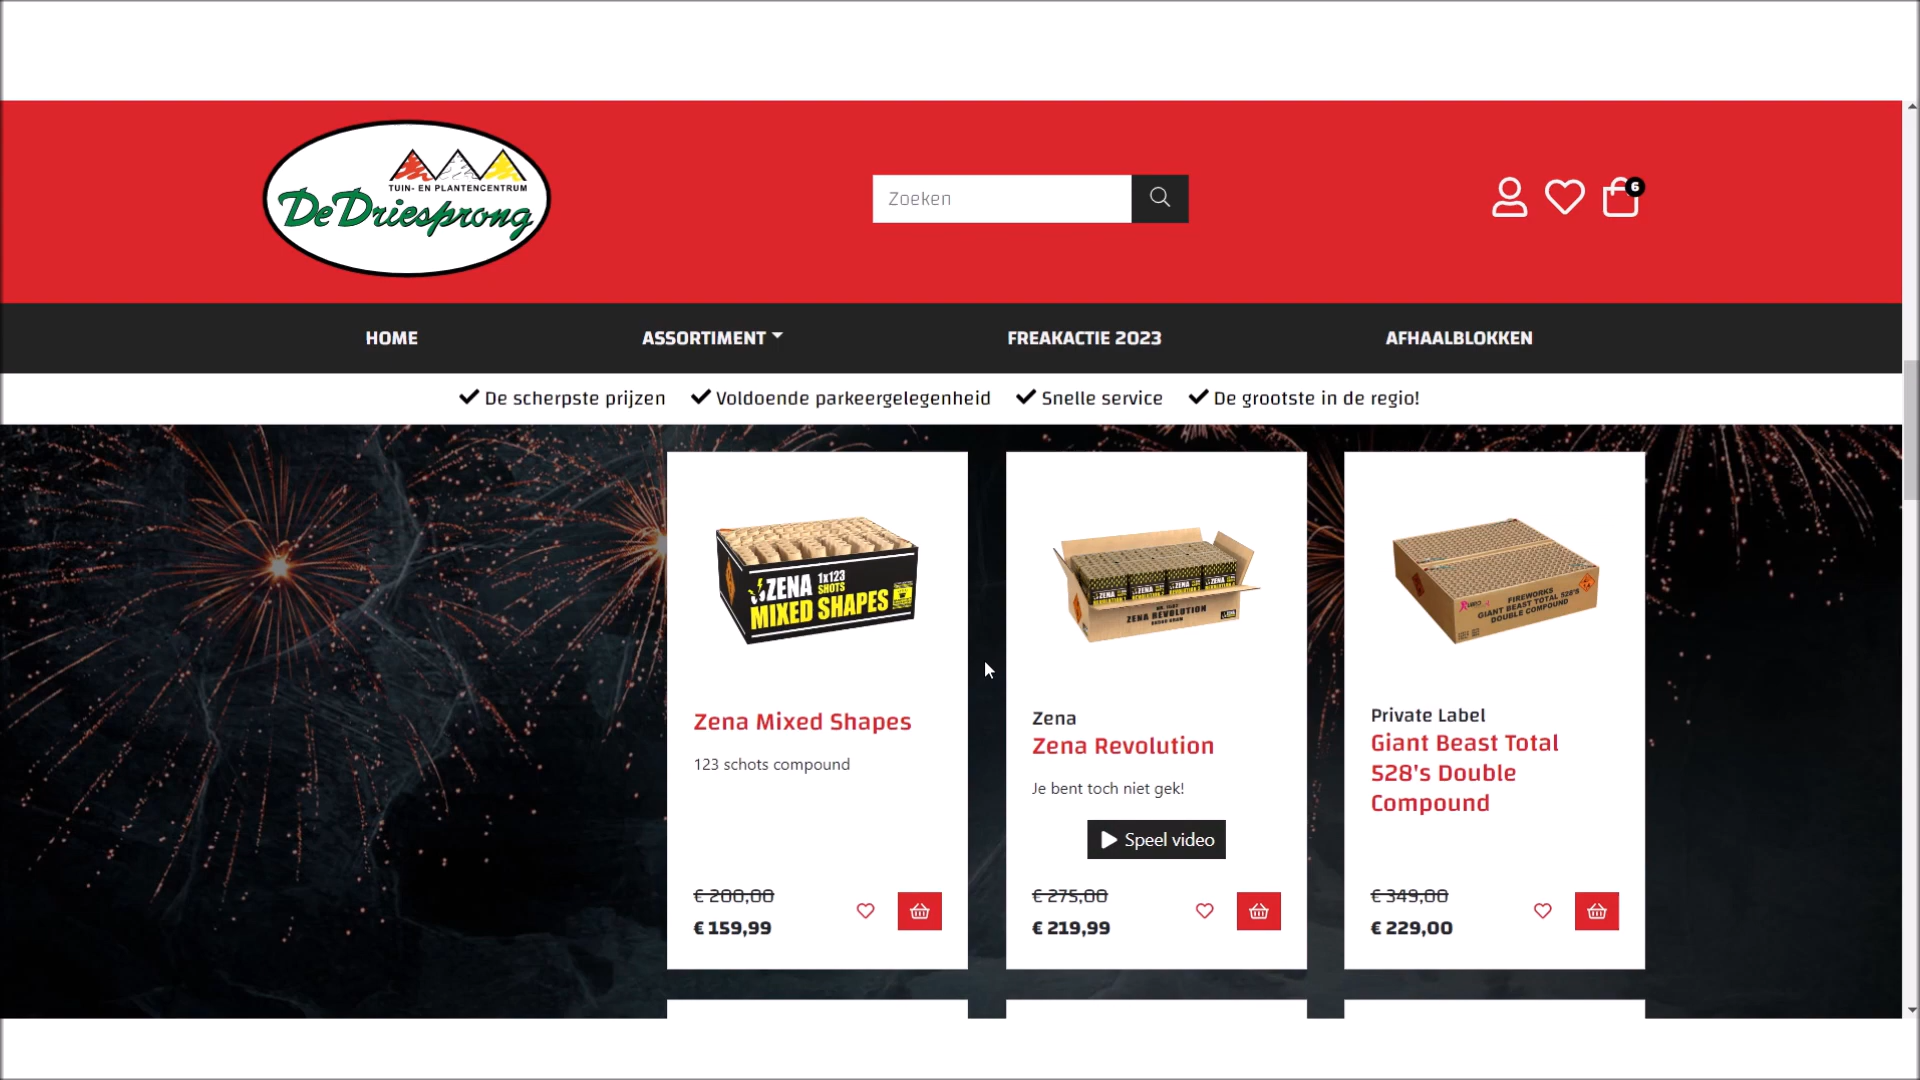 TUIN- EN PLANTENCENTRUM
De Driesprong
Zoeken
6
HOME
ASSORTIMENT
FREAKACTIE 2023
AFHAALBLOKKEN
De scherpste prijzen
Voldoende parkeergelegenheid
Snelle service
De grootste in de regio!
ZENA 1x123 SHOTS
MIXED SHAPES
Zena Mixed Shapes
123 schots compound
€ 200,00
€ 159,99
ZENA REVOLUTION
Zena
Zena Revolution
Je bent toch niet gek!
Speel video
€ 275,00
€ 219,99
FIREWORKS
GIANT BEAST TOTAL 528'S
DOUBLE COMPOUND
Private Label
Giant Beast Total
528's Double
Compound
€ 349,00
€ 229,00